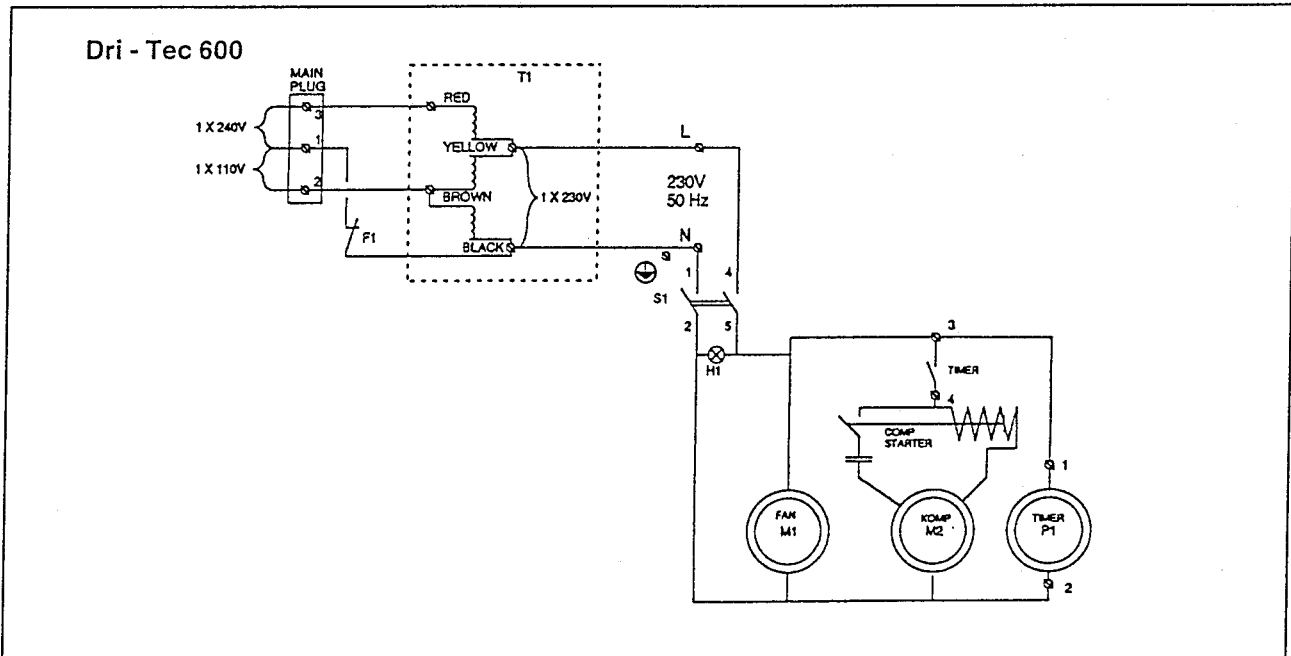 Dri - Tec 600
MAIN
PLUG
T1
RED
3
1 X 240V
1
YELLOW
L
1 X 110V
2
BROWN
1 X 230V
230V
50 Hz
F1
BLACK
N
1
4
S1
2
5
H1
3
TIMER
4
COMP
STARTER
1
FAN
M1
KOMP
M2
TIMER
P1
2